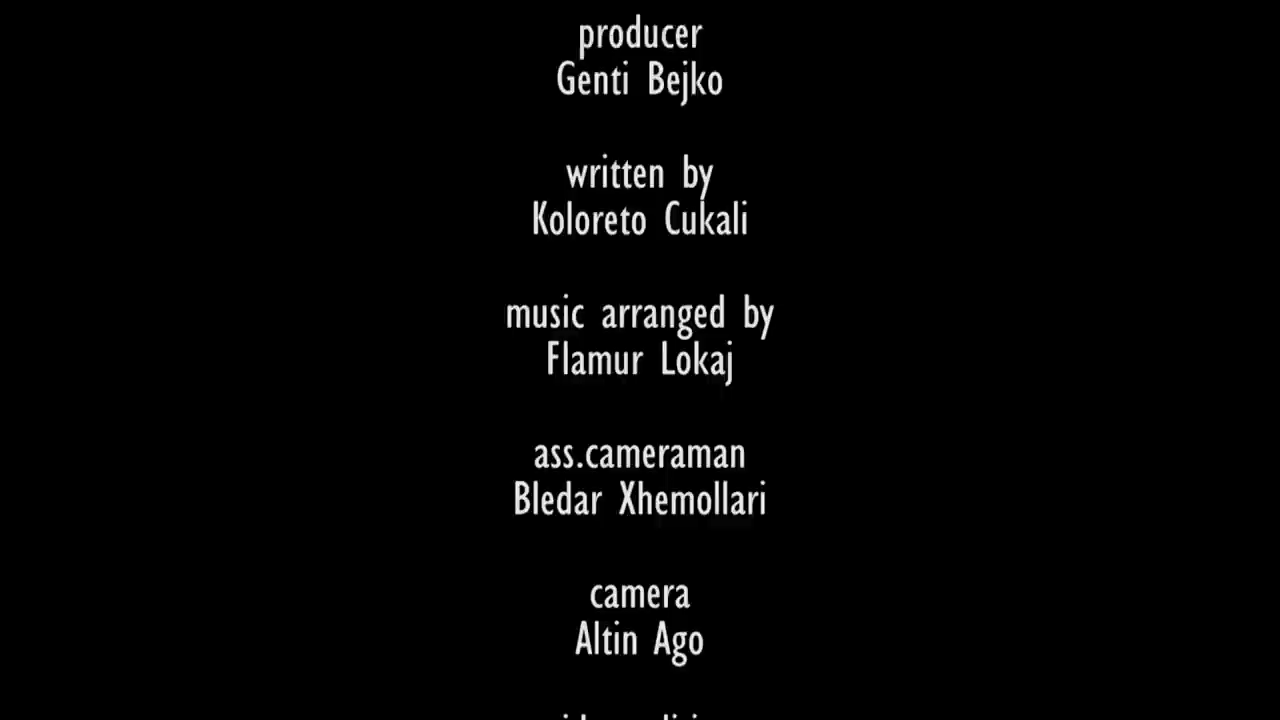 producer
Genti Bejko
written by
Koloreto Cukali
music arranged by
Flamur Lokaj
ass.cameraman
Bledar Xhemollari
camera
Altin Ago